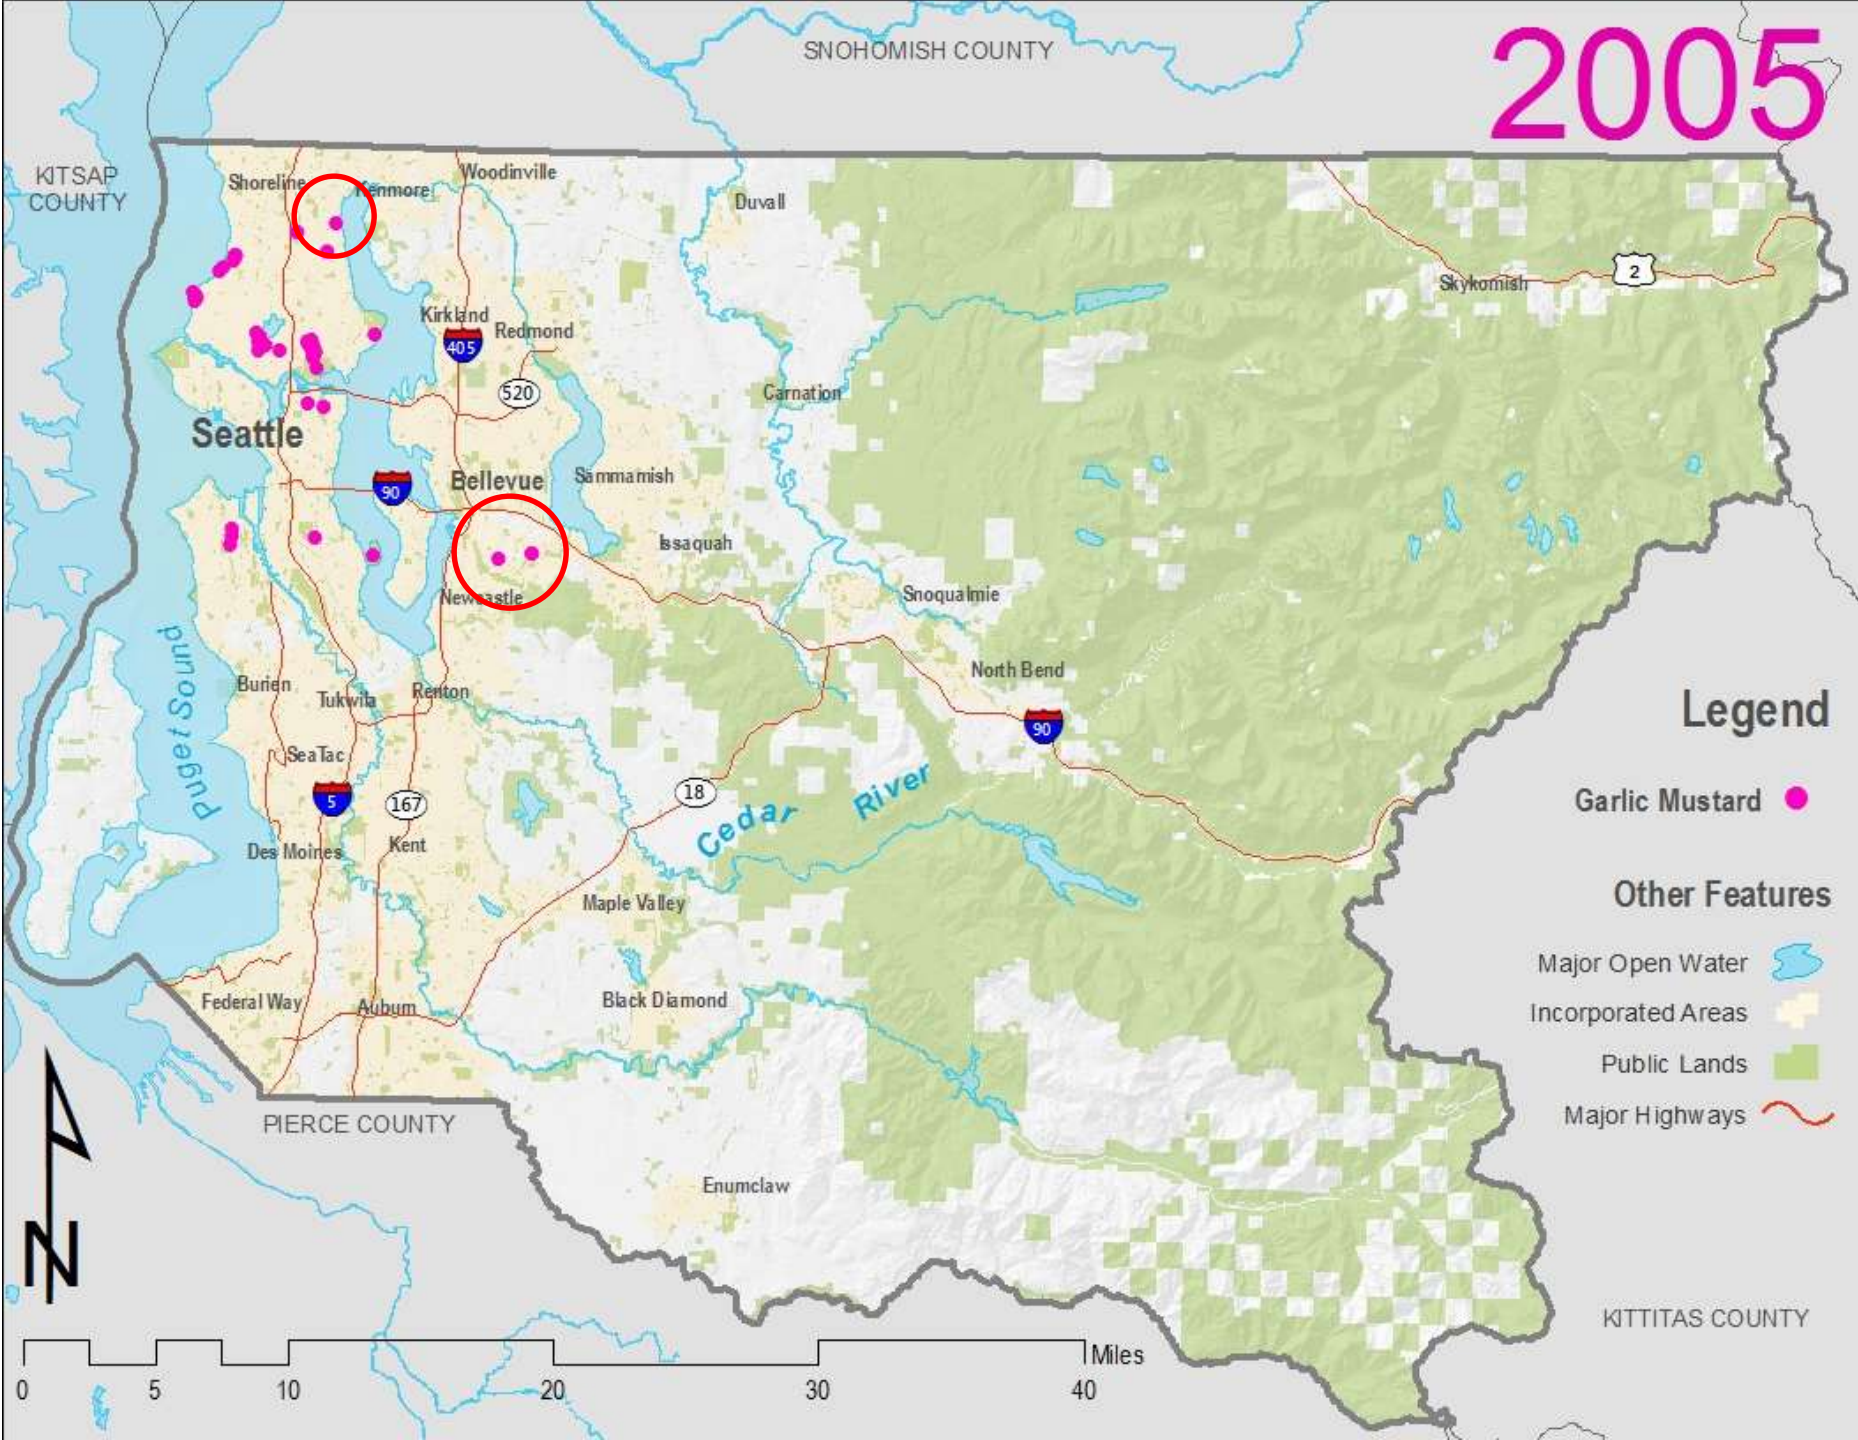 2005
SNOHOMISH COUNTY
KITSAP
COUNTY
Shoreline
Kenmore
Woodinville
Duvall
Skykomish
2
Kirkland
Redmond
405
520
Carnation
Seattle
Bellevue
Sammamish
90
Issaquah
Newcastle
Snoqualmie
Puget Sound
Burien
Tukwila
Renton
North Bend
90
SeaTac
5
167
18
Cedar River
Des Moines
Kent
Maple Valley
Federal Way
Auburn
Black Diamond
PIERCE COUNTY
Enumclaw
Legend
Garlic Mustard
Other Features
Major Open Water
Incorporated Areas
Public Lands
Major Highways
KITTITAS COUNTY
N
Miles
0 5 10 20 30 40